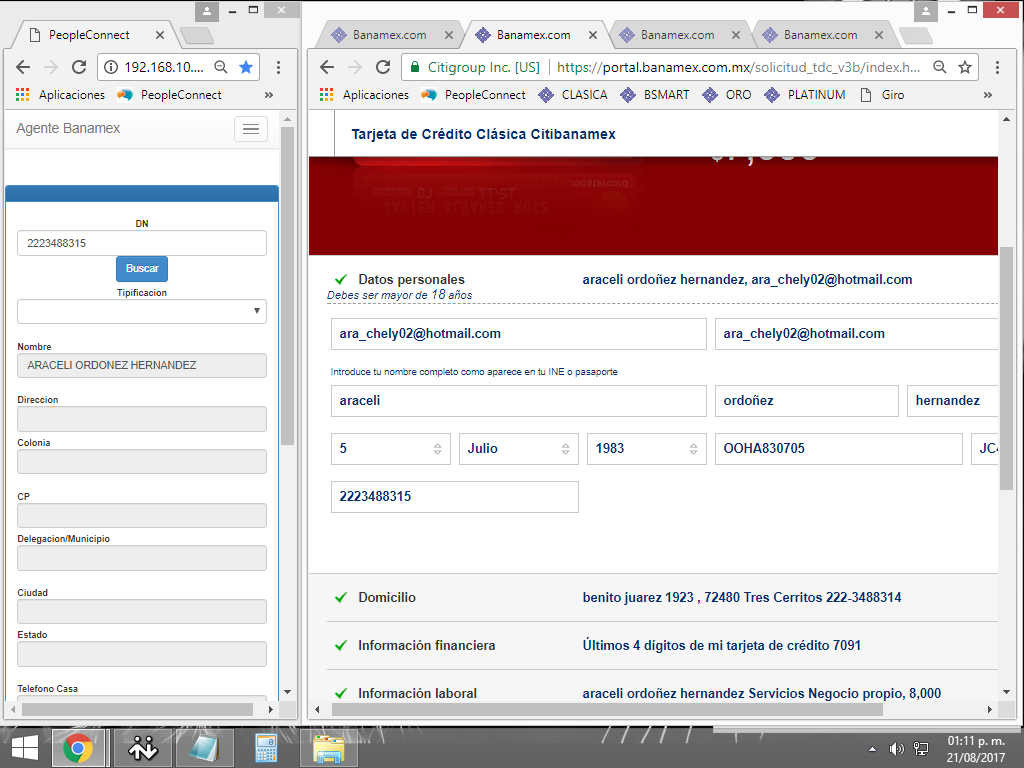 PeopleConnect
192.168.10....
Aplicaciones
PeopleConnect
»
Agente Banamex
DN
2223488315
Buscar
Tipificacion
Nombre
ARACELI ORDONEZ HERNANDEZ
Direccion
Colonia
CP
Delegacion/Municipio
Ciudad
Estado
Telefono Casa
Banamex.com
Banamex.com
Banamex.com
Banamex.com
Citigroup Inc. [US]
https://portal.banamex.com.mx/solicitud_tdc_v3b/index.h...
Aplicaciones
PeopleConnect
CLASICA
BSMART
ORO
PLATINUM
Giro
»
Tarjeta de Crédito Clásica Citibanamex
Datos personales
araceli ordoñez hernandez, ara_chely02@hotmail.com
Debes ser mayor de 18 años
ara_chely02@hotmail.com
ara_chely02@hotmail.com
Introduce tu nombre completo como aparece en tu INE o pasaporte
araceli
ordoñez
hernandez
5
Julio
1983
OOHA830705
2223488315
Domicilio
benito juarez 1923 , 72480 Tres Cerritos 222-3488314
Información financiera
Últimos 4 dígitos de mi tarjeta de crédito 7091
Información laboral
araceli ordoñez hernandez Servicios Negocio propio, 8,000
01:11 p. m.
21/08/2017